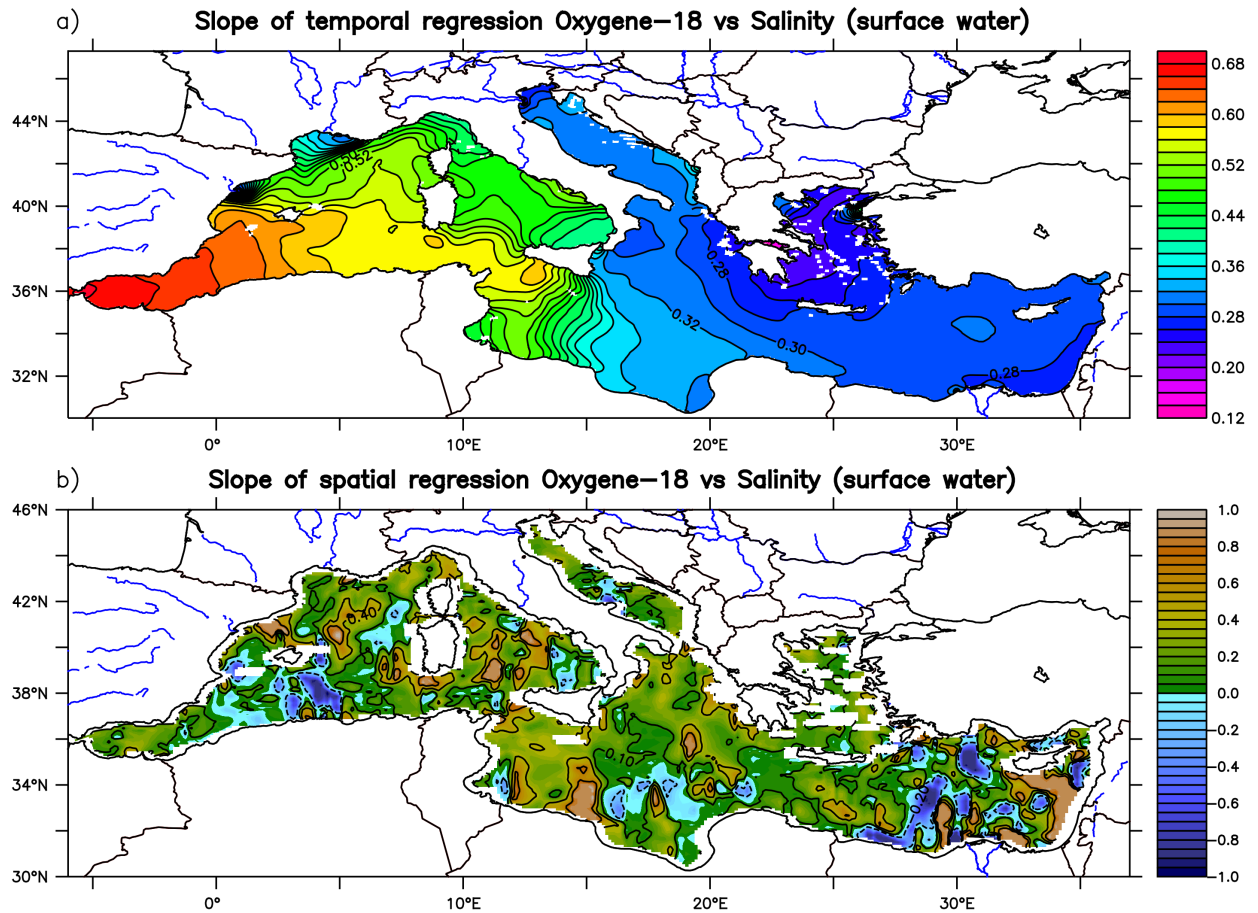 a) Slope of temporal regression Oxygene-18 vs Salinity (surface water)
44°N
40°N
36°N
32°N
0°
10°E
20°E
30°E
0.52
0.28
0.32
0.30
0.28
0.68
0.60
0.52
0.44
0.36
0.28
0.20
0.12
b) Slope of spatial regression Oxygene-18 vs Salinity (surface water)
46°N
42°N
38°N
34°N
30°N
0°
10°E
20°E
30°E
1.0
0.8
0.6
0.4
0.2
0.0
-0.2
-0.4
-0.6
-0.8
-1.0